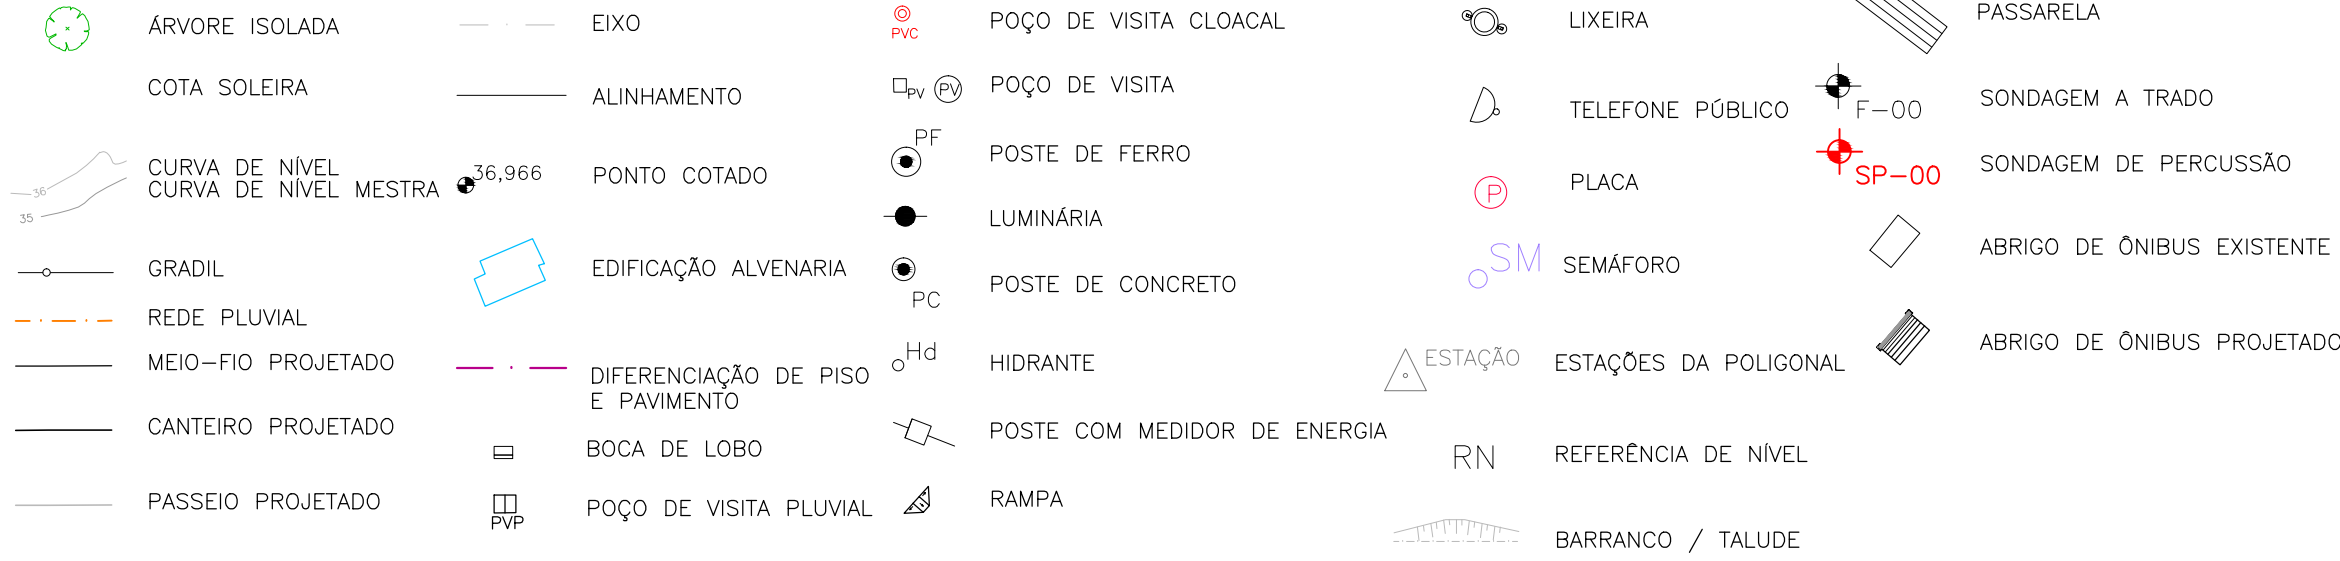 ÁRVORE ISOLADA
COTA SOLEIRA
36
35
CURVA DE NÍVEL
CURVA DE NÍVEL MESTRA
GRADIL
REDE PLUVIAL
MEIO-FIO PROJETADO
CANTEIRO PROJETADO
PASSEIO PROJETADO
EIXO
ALINHAMENTO
36,966
PONTO COTADO
EDIFICAÇÃO ALVENARIA
DIFERENCIAÇÃO DE PISO
E PAVIMENTO
BOCA DE LOBO
PVP
POÇO DE VISITA PLUVIAL
PVC
POÇO DE VISITA CLOACAL
PV PV
POÇO DE VISITA
PF
POSTE DE FERRO
LUMINÁRIA
PC
POSTE DE CONCRETO
Hd
HIDRANTE
POSTE COM MEDIDOR DE ENERGIA
RAMPA
LIXEIRA
TELEFONE PÚBLICO
P
PLACA
SM
SEMÁFORO
ESTAÇÃO
ESTAÇÕES DA POLIGONAL
RN
REFERÊNCIA DE NÍVEL
BARRANCO / TALUDE
PASSARELA
F-00
SONDAGEM A TRADO
SP-00
SONDAGEM DE PERCUSSÃO
ABRIGO DE ÔNIBUS EXISTENTE
ABRIGO DE ÔNIBUS PROJETADO